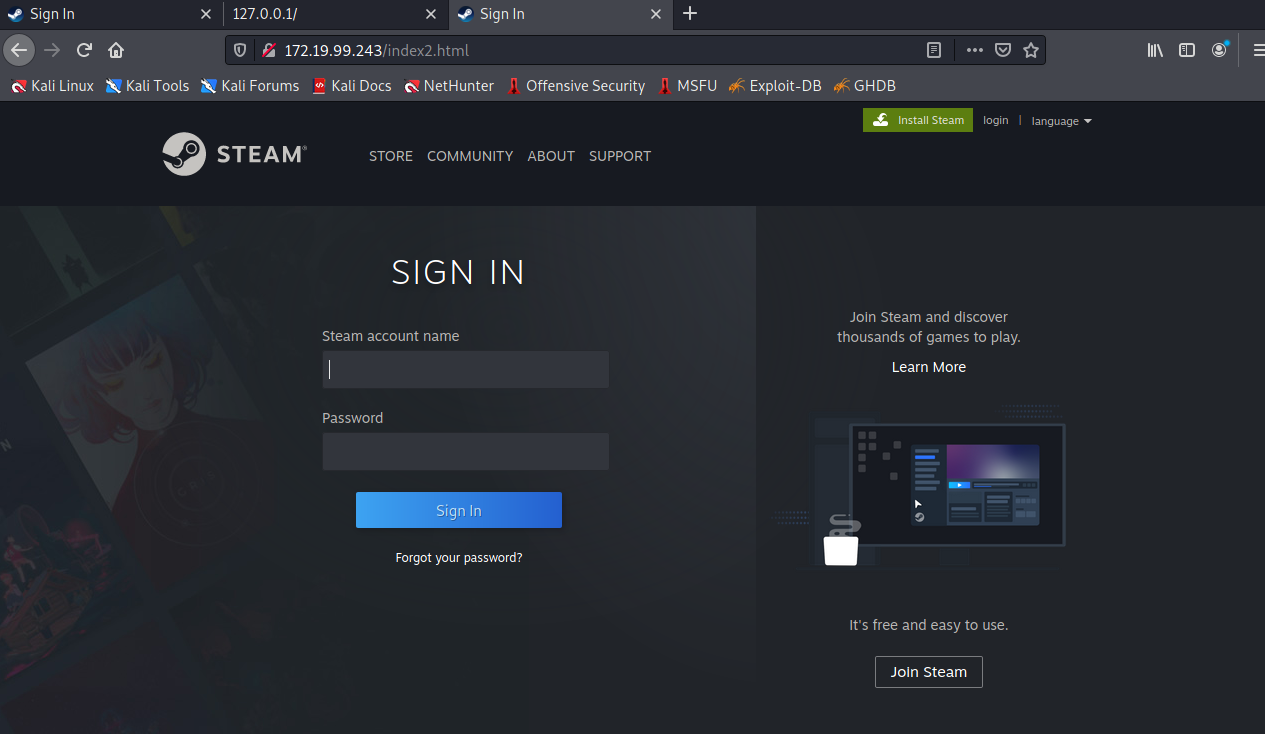 Sign In
127.0.0.1/
Sign In
172.19.99.243/index2.html
Kali Linux Kali Tools Kali Forums Kali Docs NetHunter Offensive Security MSFU Exploit-DB GHDB
Install Steam login | language
STEAM®
STORE COMMUNITY ABOUT SUPPORT
SIGN IN
Steam account name
Password
Sign In
Forgot your password?
Join Steam and discover
thousands of games to play.
Learn More
It's free and easy to use.
Join Steam